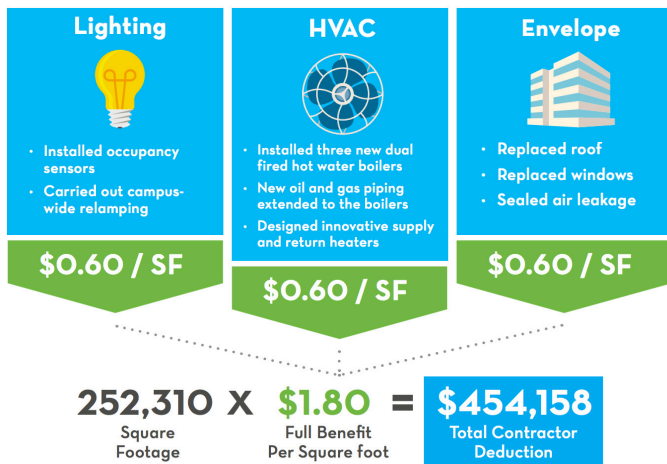 Lighting
• Installed occupancy
sensors
• Carried out campus-
wide relamping
$0.60 / SF
HVAC
• Installed three new dual
fired hot water boilers
• New oil and gas piping
extended to the boilers
• Designed innovative supply
and return heaters
$0.60 / SF
Envelope
• Replaced roof
• Replaced windows
• Sealed air leakage
$0.60 / SF
252,310 X $1.80 = $454,158
Square
Footage
Full Benefit
Per Square foot
Total Contractor
Deduction